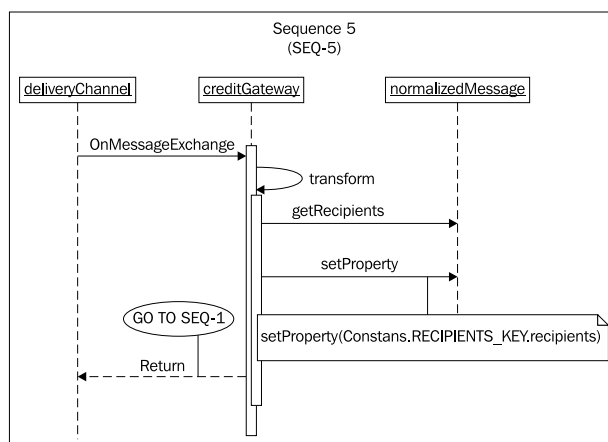 Sequence 5
(SEQ-5)
deliveryChannel creditGateway normalizedMessage
OnMessageExchange
transform
getRecipients
setProperty
GO TO SEQ-1
setProperty(Constans.RECIPIENTS_KEY.recipients)
Return